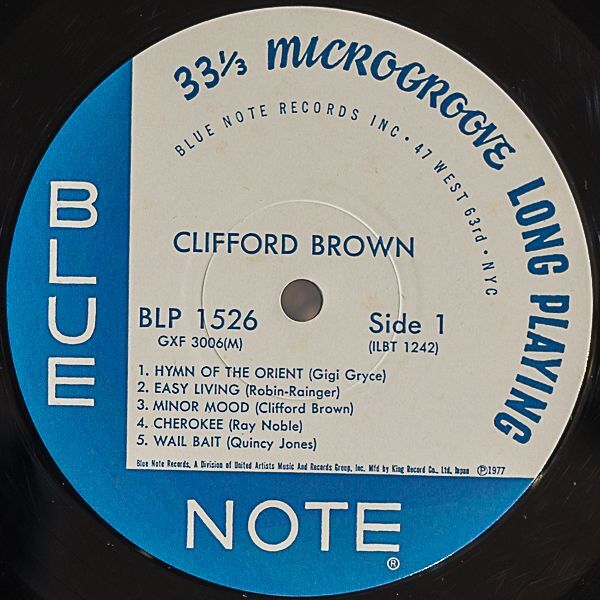 33⅓ MICROGROOVE LONG PLAYING
BLUE NOTE RECORDS INC · 47 WEST 63rd · NYC
BLUE
CLIFFORD BROWN
BLP 1526 Side 1
GXF 3006(M) (ILBT 1242)
1. HYMN OF THE ORIENT (Gigi Gryce)
2. EASY LIVING (Robin-Rainger)
3. MINOR MOOD (Clifford Brown)
4. CHEROKEE (Ray Noble)
5. WAIL BAIT (Quincy Jones)
Blue Note Records, A Division of United Artists Music And Records Group, Inc. Mfd by King Record Co., Ltd, Japan ℗1977
NOTE®